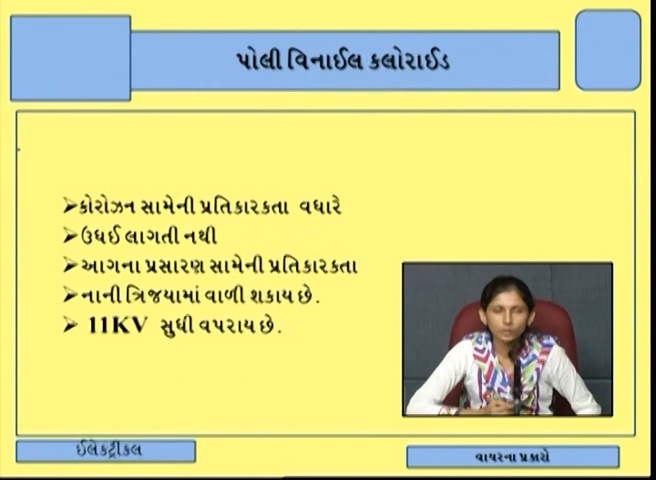 પોલી વિનાઈલ કલોરાઈડ
➢કોરોઝન સામેની પ્રતિકારકતા વધારે
➢ઉધઈ લાગતી નથી
➢આગના પ્રસારણ સામેની પ્રતિકારકતા
➢નાની ત્રિજયામાં વાળી શકાય છે.
➢ 11KV સુધી વપરાય છે.
ઈલેકટ્રીકલ
વાયરના પ્રકારો